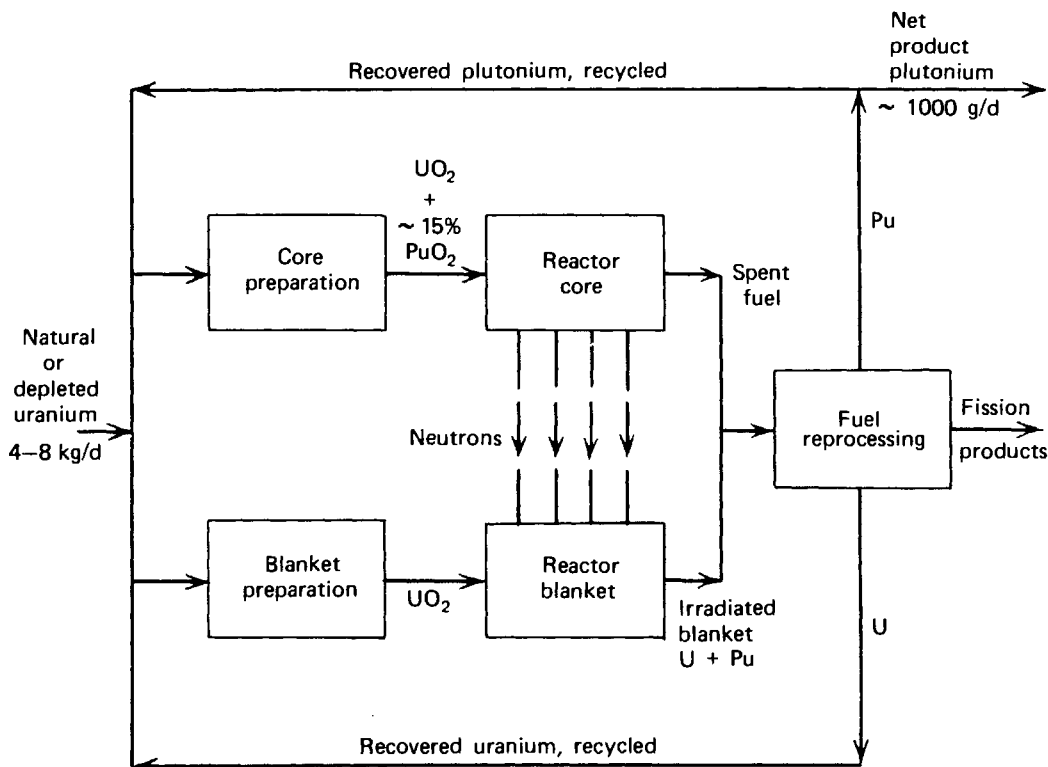 Net
product
plutonium
~ 1000 g/d
Recovered plutonium, recycled
UO₂
+
~ 15%
PuO₂
Core
preparation
Reactor
core
Spent
fuel
Pu
Natural
or
depleted
uranium
4–8 kg/d
Neutrons
Fuel
reprocessing
Fission
products
Blanket
preparation
UO₂
Reactor
blanket
Irradiated
blanket
U + Pu
U
Recovered uranium, recycled